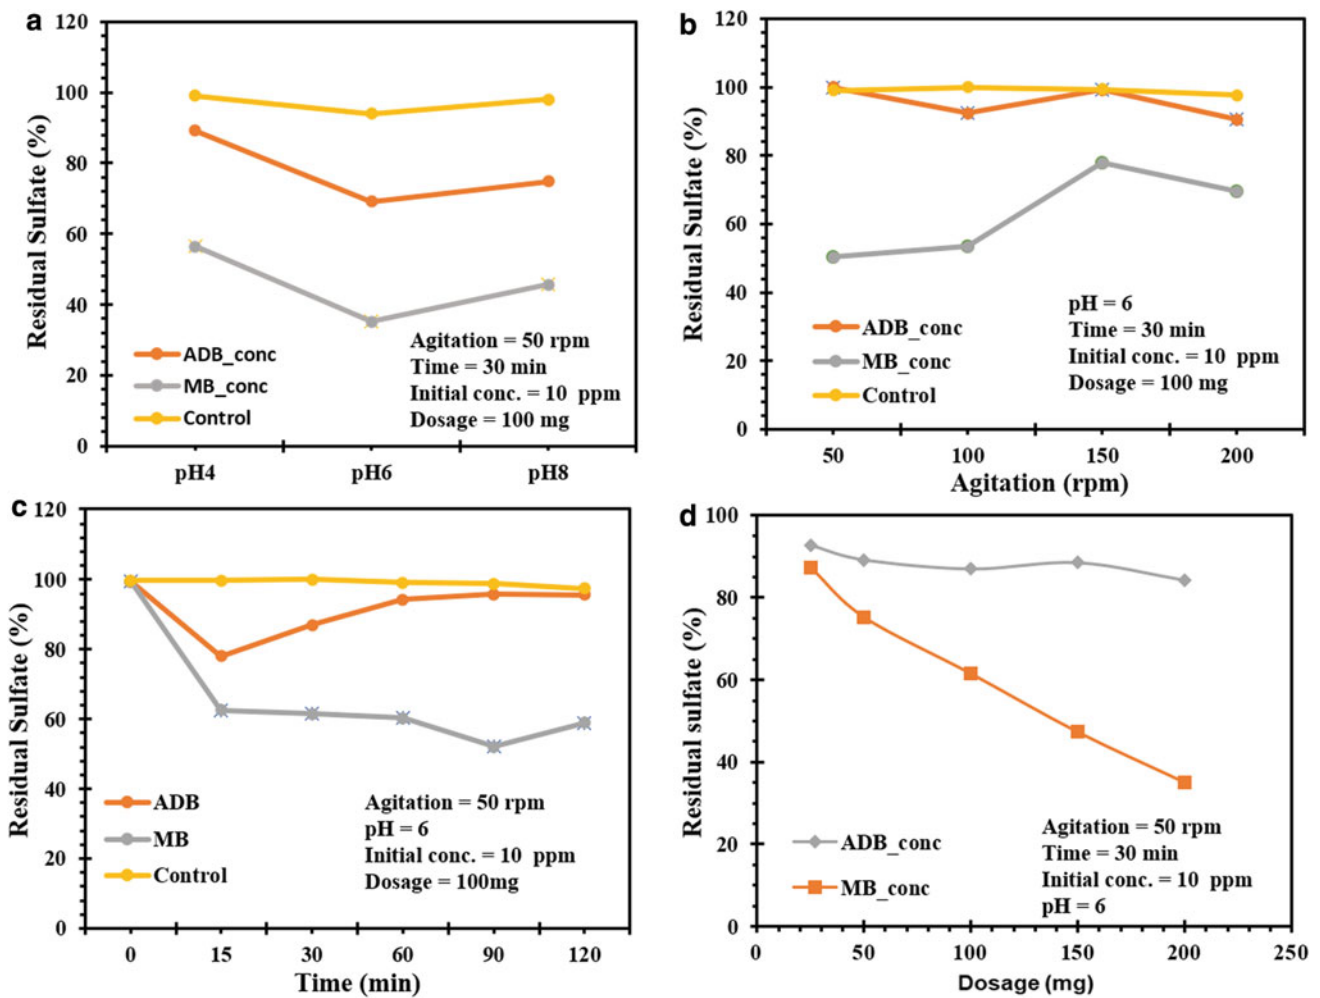 a
120
100
80
60
40
20
0
Residual Sulfate (%)
ADB_conc
MB_conc
Control
Agitation = 50 rpm
Time = 30 min
Initial conc. = 10 ppm
Dosage = 100 mg
pH4 pH6 pH8
b
120
100
80
60
40
20
0
Residual Sulfate (%)
ADB_conc
MB_conc
Control
pH = 6
Time = 30 min
Initial conc. = 10 ppm
Dosage = 100 mg
50 100 150 200
Agitation (rpm)
c
120
100
80
60
40
20
0
Residual Sulfate (%)
ADB
MB
Control
Agitation = 50 rpm
pH = 6
Initial conc. = 10 ppm
Dosage = 100mg
0 15 30 60 90 120
Time (min)
d
100
80
60
40
20
0
Residual sulfate (%)
ADB_conc
MB_conc
Agitation = 50 rpm
Time = 30 min
Initial conc. = 10 ppm
pH = 6
0 50 100 150 200 250
Dosage (mg)